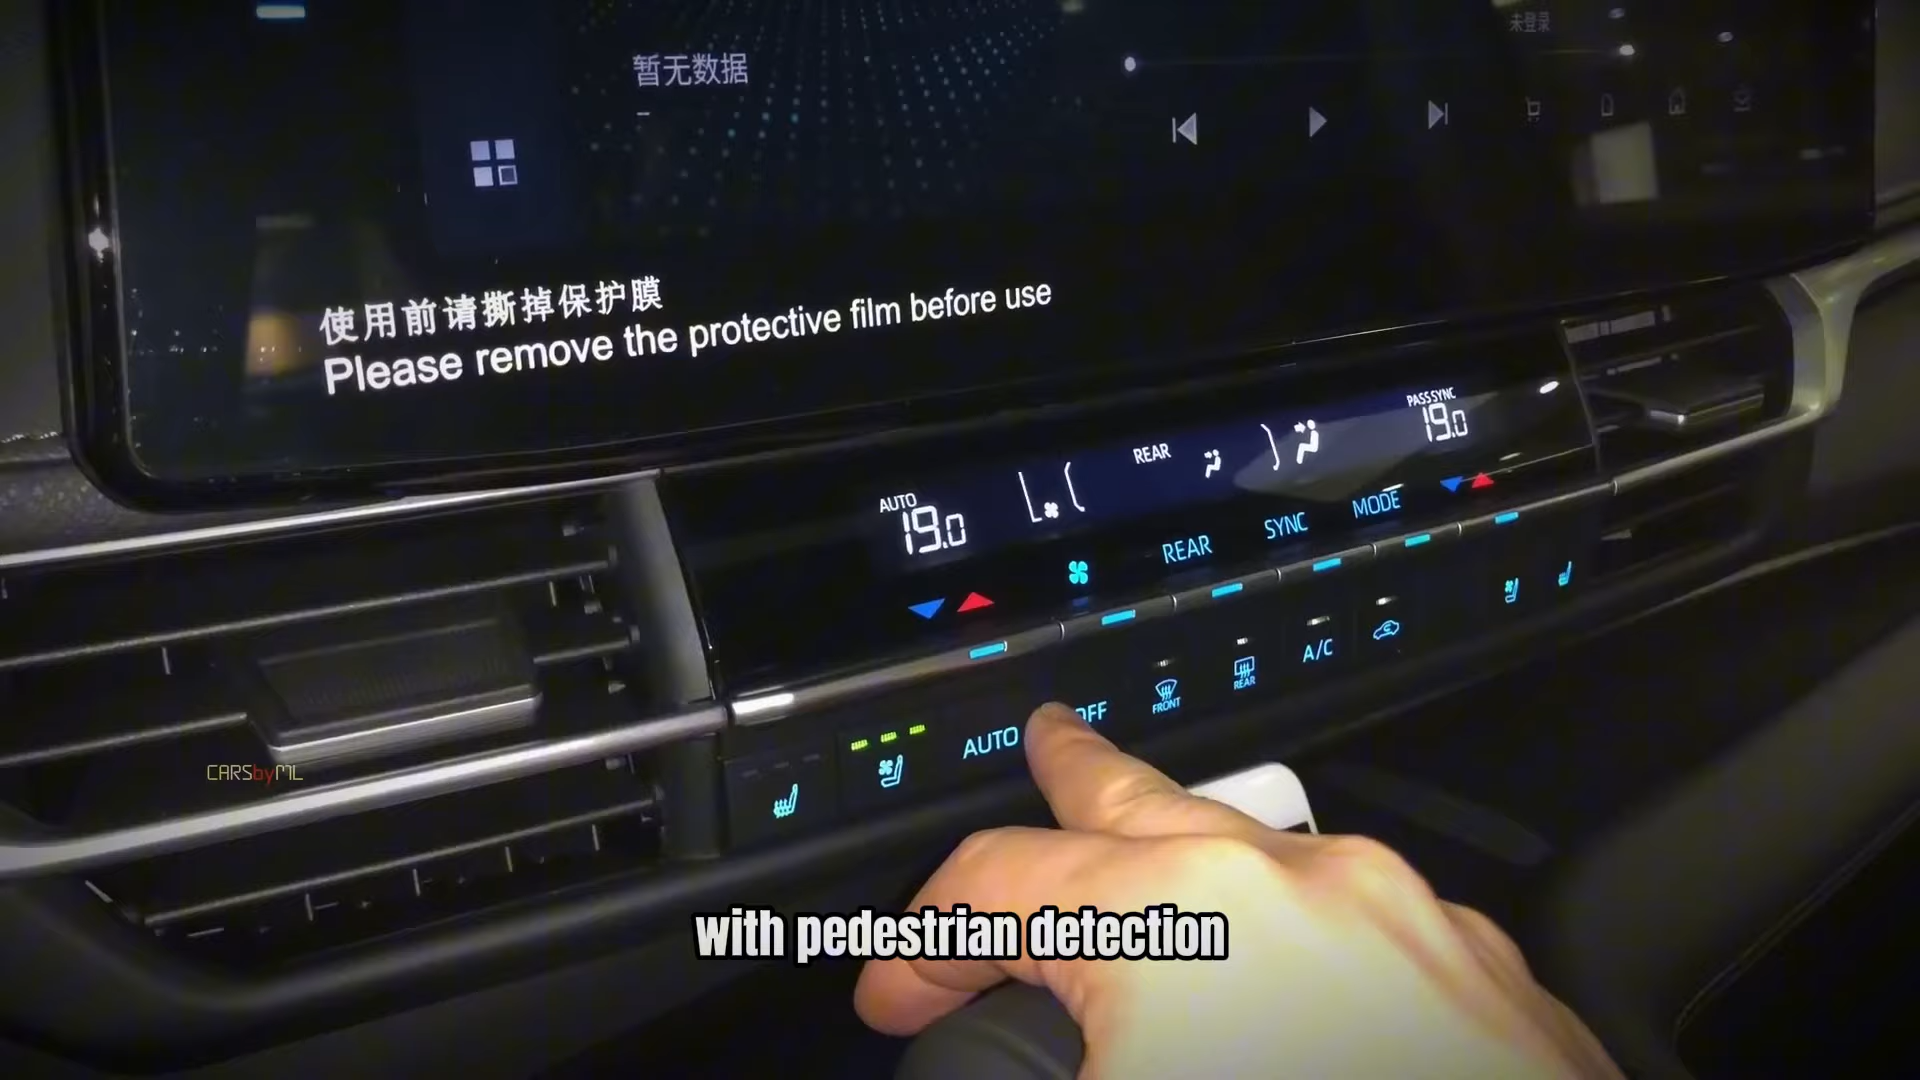 未登录
暂无数据
使用前请撕掉保护膜
Please remove the protective film before use
PASS SYNC
19.0
REAR
AUTO
19.0
MODE
SYNC
REAR
A/C
REAR
FRONT
OFF
AUTO
CARSbyML
with pedestrian detection